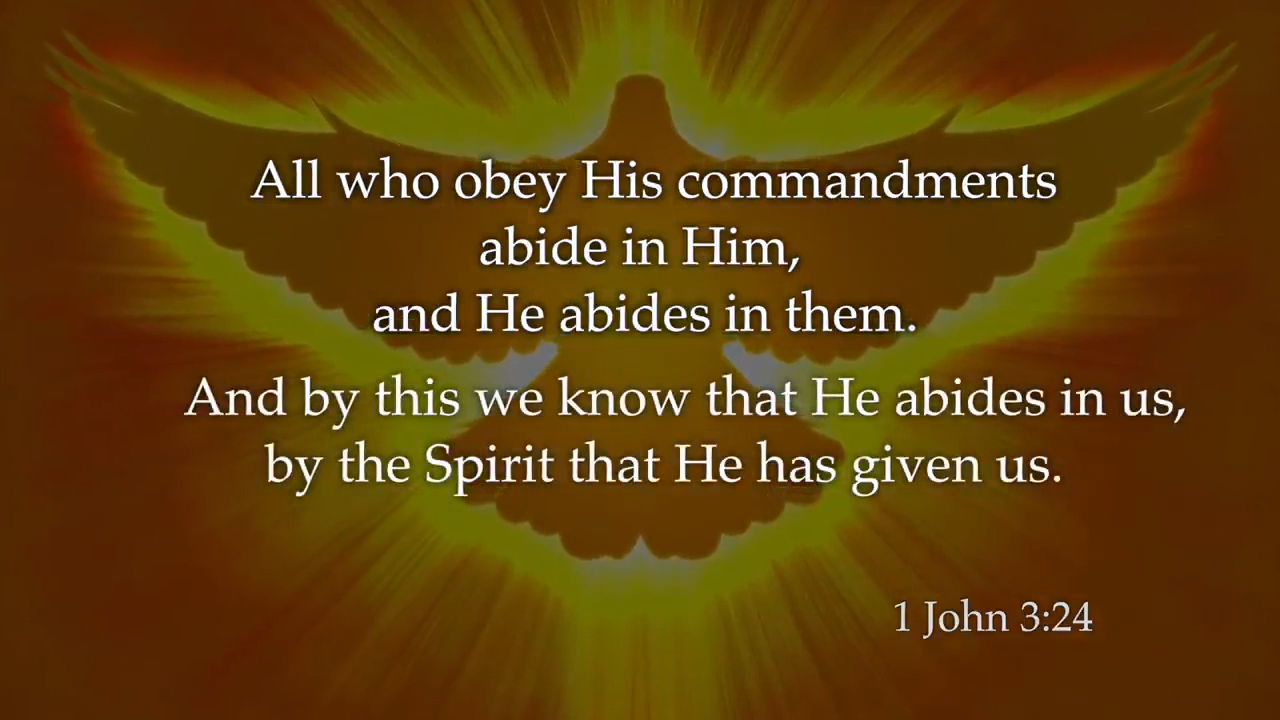 All who obey His commandments
abide in Him,
and He abides in them.
And by this we know that He abides in us,
by the Spirit that He has given us.
1 John 3:24